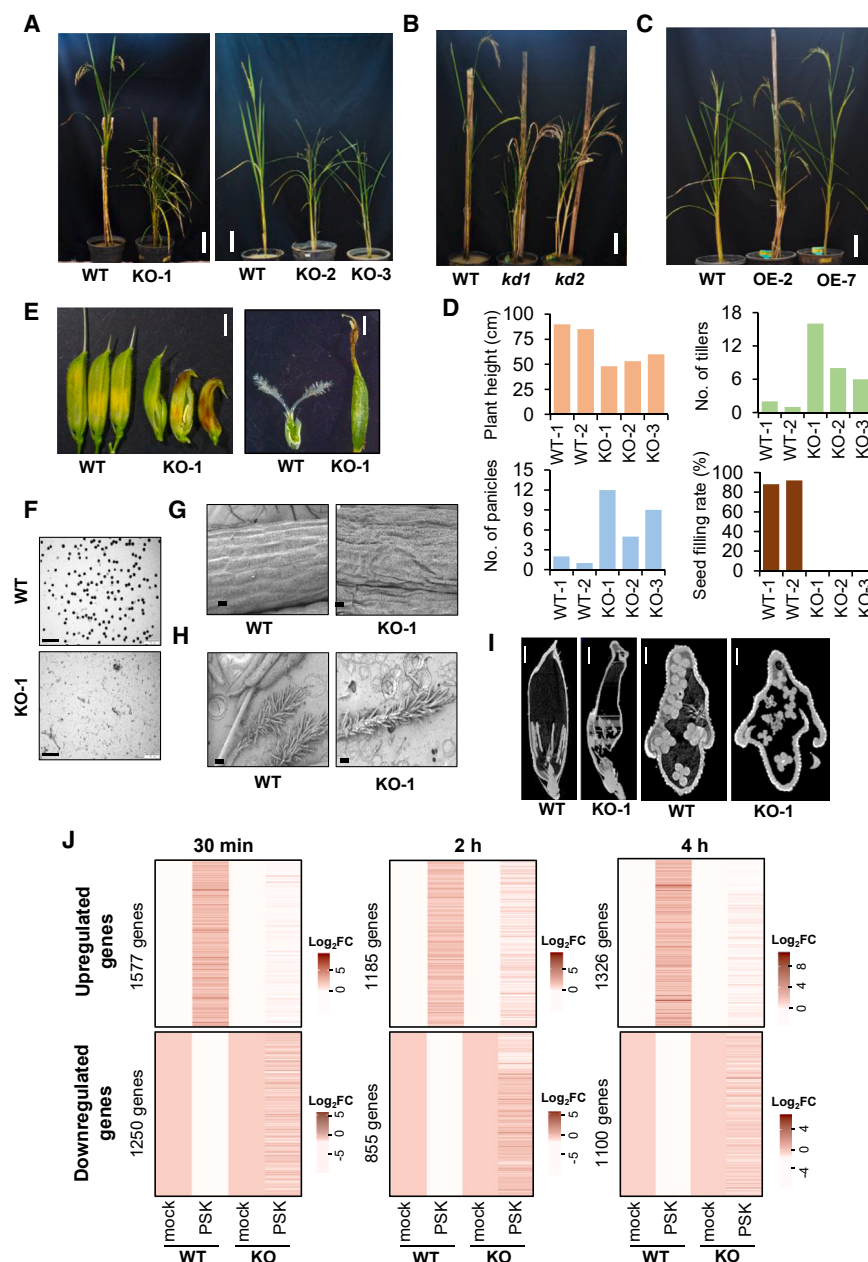 A
WT KO-1
WT KO-2 KO-3
B
WT kd1 kd2
C
WT OE-2 OE-7
D
Plant height (cm)
100
75
50
25
0
WT-1 WT-2 KO-1 KO-2 KO-3
No. of tillers
18
12
6
0
WT-1 WT-2 KO-1 KO-2 KO-3
No. of panicles
15
12
9
6
3
0
WT-1 WT-2 KO-1 KO-2 KO-3
Seed filling rate (%)
100
80
60
40
20
0
WT-1 WT-2 KO-1 KO-2 KO-3
E
WT KO-1
WT KO-1
F
WT
KO-1
G
WT KO-1
H
WT KO-1
I
WT KO-1 WT KO-1
J
30 min 2 h 4 h
Upregulated genes
1577 genes
Log2FC
5
0
1185 genes
Log2FC
5
0
1326 genes
Log2FC
8
4
0
Downregulated genes
1250 genes
Log2FC
5
0
-5
855 genes
Log2FC
5
0
-5
1100 genes
Log2FC
4
0
-4
mock PSK mock PSK
WT KO
mock PSK mock PSK
WT KO
mock PSK mock PSK
WT KO